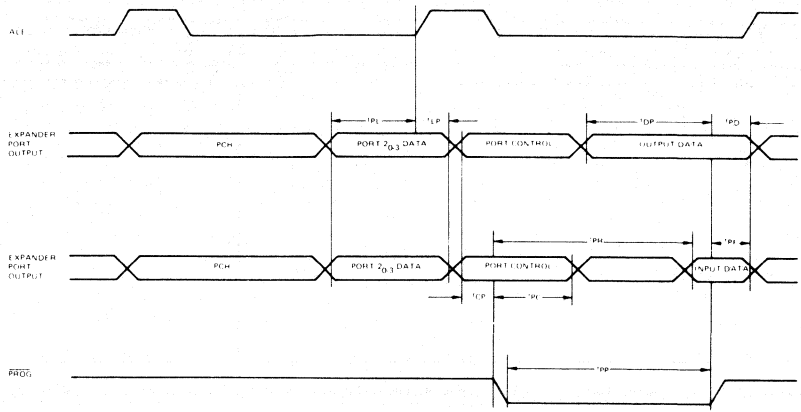 ALE
tPL
tLP
tDP
tPD
EXPANDER
PORT
OUTPUT
PCH
PORT 20-3 DATA
PORT CONTROL
OUTPUT DATA
tPR
tPF
EXPANDER
PORT
OUTPUT
PCH
PORT 20-3 DATA
PORT CONTROL
INPUT DATA
tCP
tPC
PROG
tPP